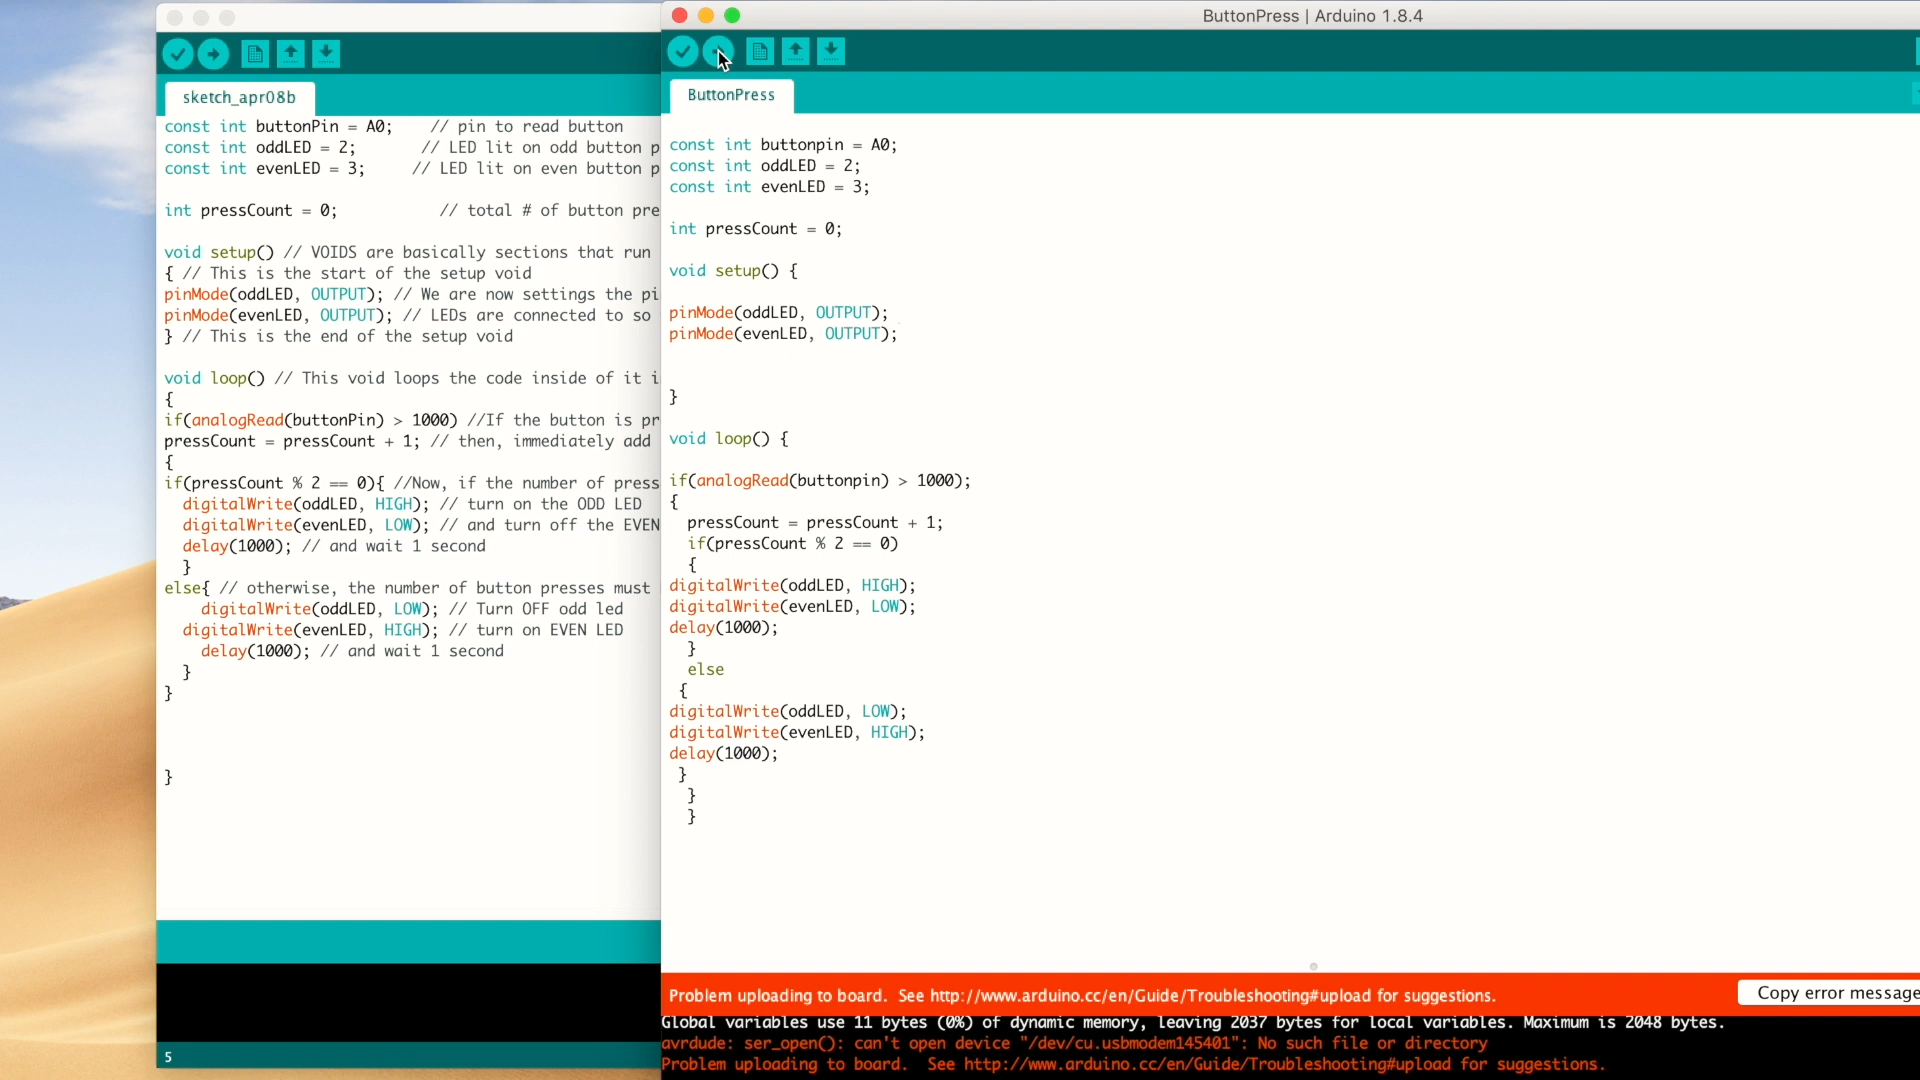 sketch_apr08b
const int buttonPin = A0; // pin to read button
const int oddLED = 2; // LED lit on odd button p
const int evenLED = 3; // LED lit on even button p
int pressCount = 0; // total # of button pre
void setup() // VOIDS are basically sections that run
{ // This is the start of the setup void
pinMode(oddLED, OUTPUT); // We are now settings the pi
pinMode(evenLED, OUTPUT); // LEDs are connected to so
} // This is the end of the setup void
void loop() // This void loops the code inside of it i
{
if(analogRead(buttonPin) > 1000) //If the button is pr
pressCount = pressCount + 1; // then, immediately add
{
if(pressCount % 2 == 0){ //Now, if the number of press
digitalWrite(oddLED, HIGH); // turn on the ODD LED
digitalWrite(evenLED, LOW); // and turn off the EVEN
delay(1000); // and wait 1 second
}
else{ // otherwise, the number of button presses must
digitalWrite(oddLED, LOW); // Turn OFF odd led
digitalWrite(evenLED, HIGH); // turn on EVEN LED
delay(1000); // and wait 1 second
}
}
}
5
ButtonPress | Arduino 1.8.4
ButtonPress
const int buttonpin = A0;
const int oddLED = 2;
const int evenLED = 3;
int pressCount = 0;
void setup() {
pinMode(oddLED, OUTPUT);
pinMode(evenLED, OUTPUT);
}
void loop() {
if(analogRead(buttonpin) > 1000);
{
pressCount = pressCount + 1;
if(pressCount % 2 == 0)
{
digitalWrite(oddLED, HIGH);
digitalWrite(evenLED, LOW);
delay(1000);
}
else
{
digitalWrite(oddLED, LOW);
digitalWrite(evenLED, HIGH);
delay(1000);
}
}
}
Problem uploading to board. See http://www.arduino.cc/en/Guide/Troubleshooting#upload for suggestions.
Copy error message
Global variables use 11 bytes (0%) of dynamic memory, leaving 2037 bytes for local variables. Maximum is 2048 bytes.
avrdude: ser_open(): can't open device "/dev/cu.usbmodem145401": No such file or directory
Problem uploading to board. See http://www.arduino.cc/en/Guide/Troubleshooting#upload for suggestions.